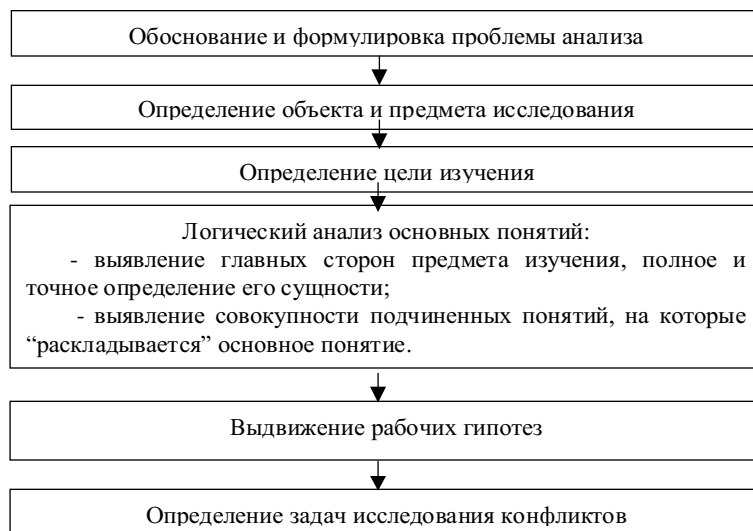 Обоснование и формулировка проблемы анализа
Определение объекта и предмета исследования
Определение цели изучения
Логический анализ основных понятий:
- выявление главных сторон предмета изучения, полное и
точное определение его сущности;
- выявление совокупности подчиненных понятий, на которые
“раскладывается” основное понятие.
Выдвижение рабочих гипотез
Определение задач исследования конфликтов